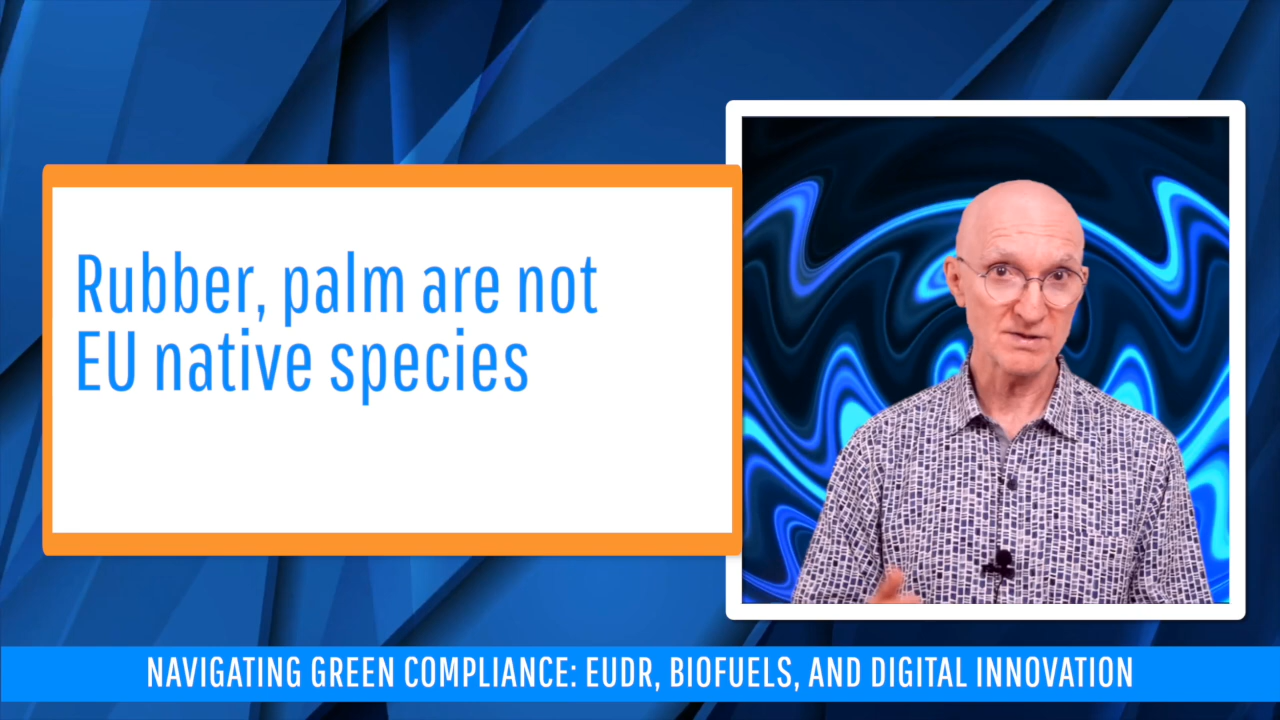 Rubber, palm are not
EU native species
NAVIGATING GREEN COMPLIANCE: EUDR, BIOFUELS, AND DIGITAL INNOVATION